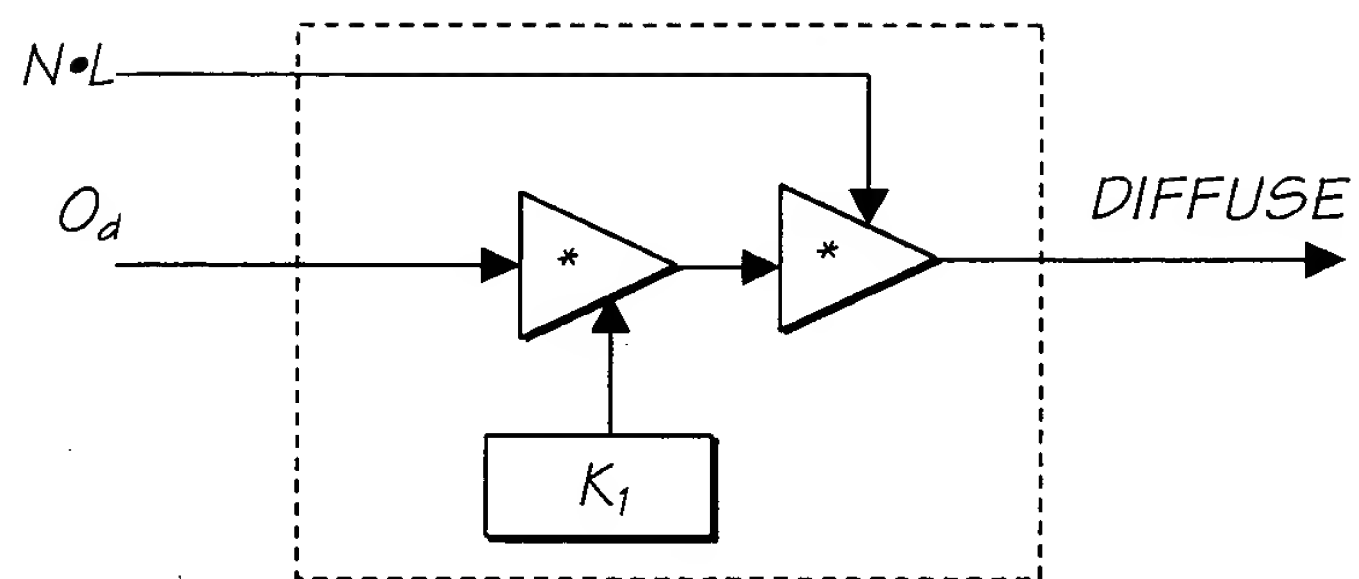 N•L
O_d
DIFFUSE
*
*
K_1